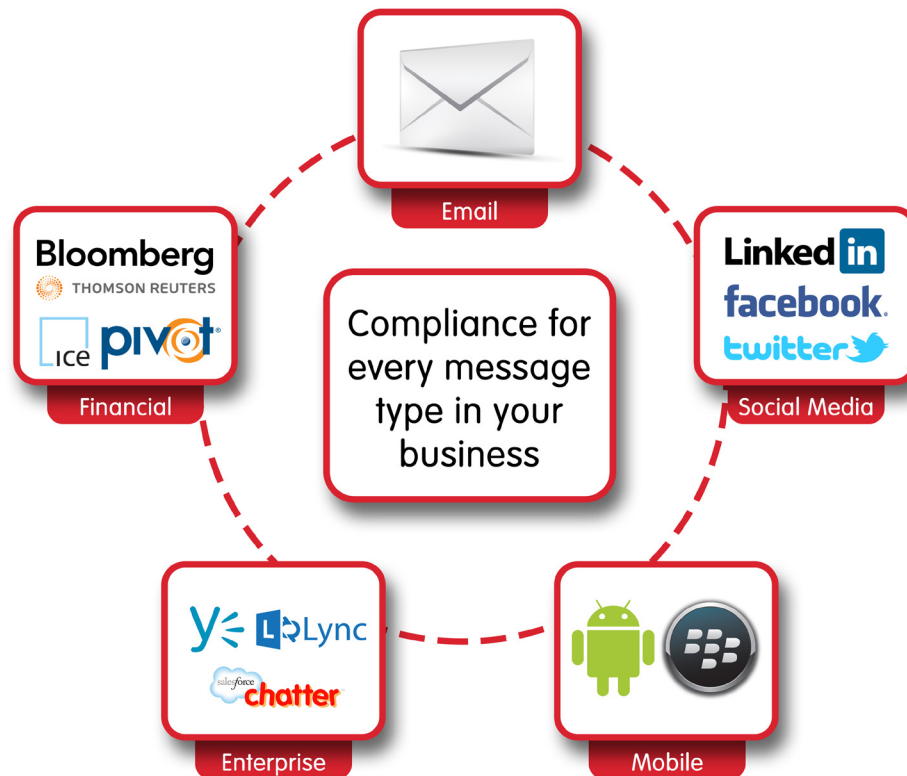 Email
Bloomberg
THOMSON REUTERS
ICE
pivot®
Financial
Linked in
facebook.
twitter
Social Media
Compliance for
every message
type in your
business
Lync
salesforce
chatter
Enterprise
Mobile